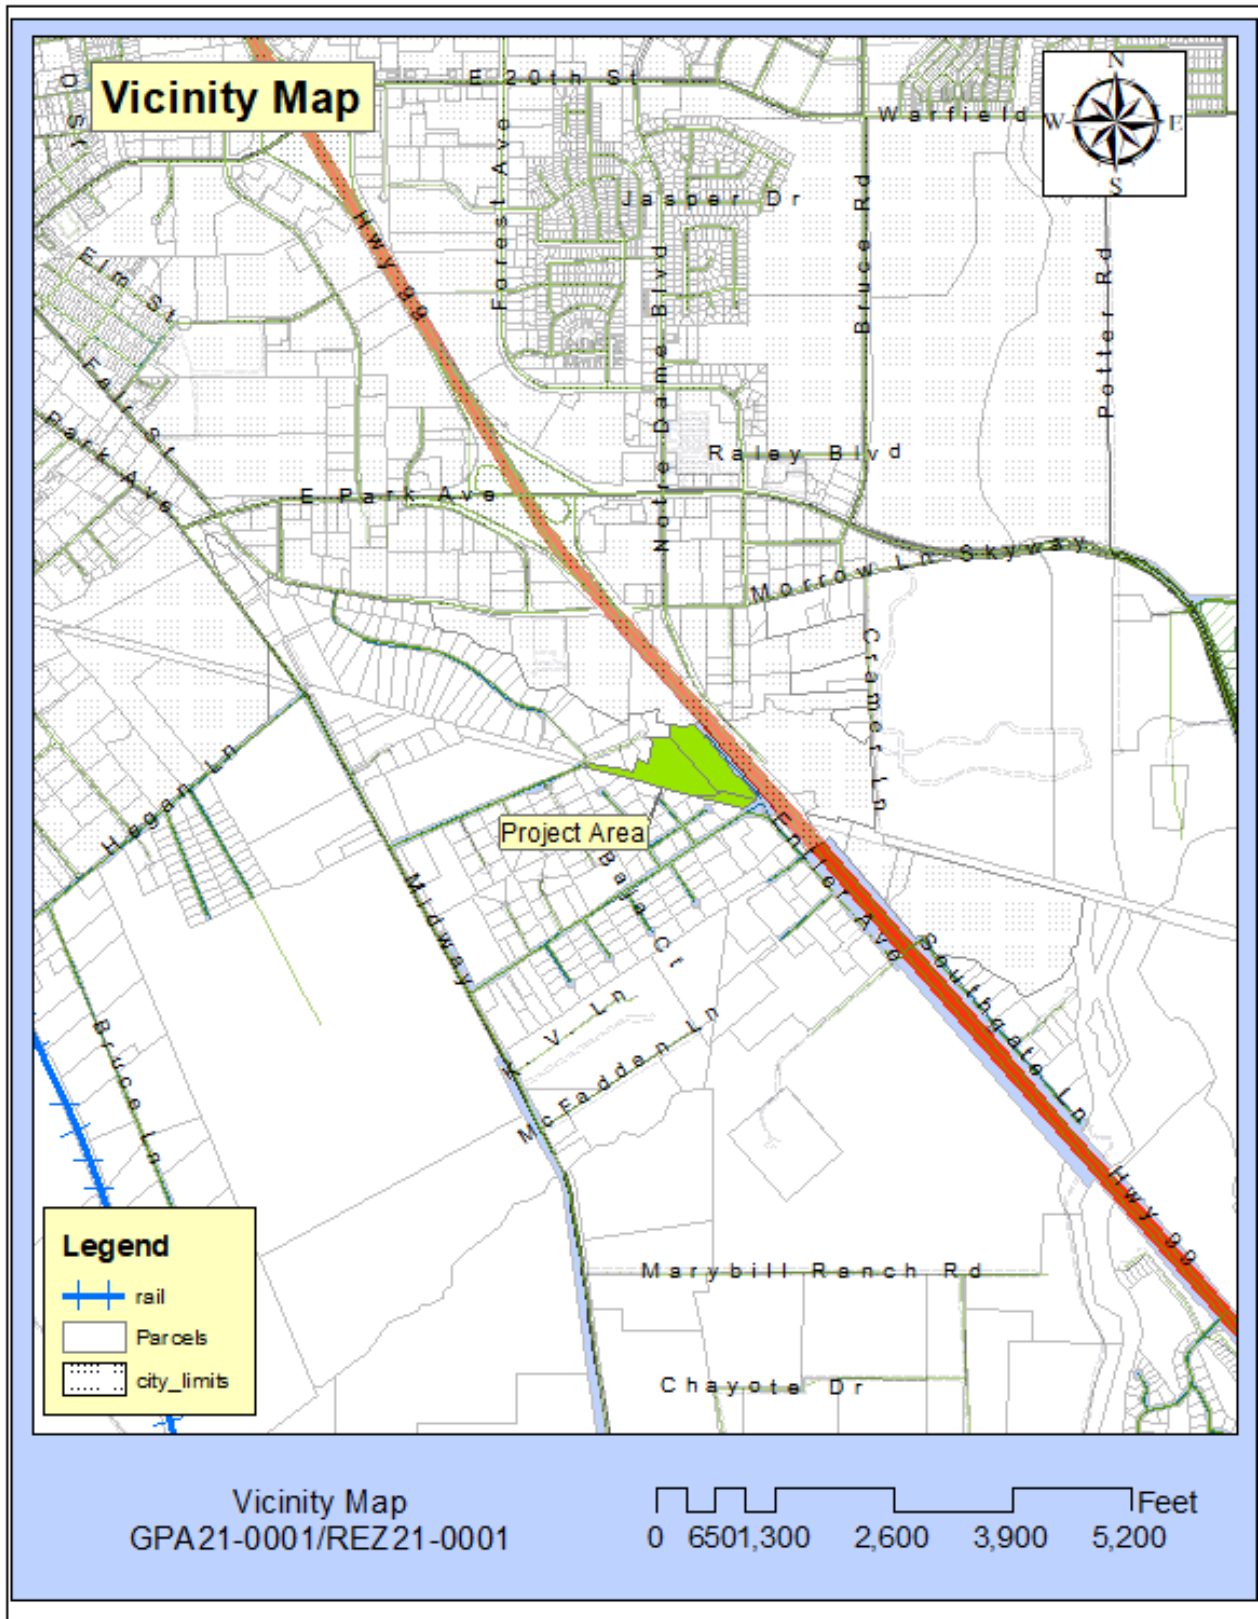 Vicinity Map
N
W
E
S
O St
E 20th St
Warfield
Forest Ave
Jasper Dr
Hwy 99
Elm St
Notre Dame Blvd
Bruce Rd
Potter Rd
Fair St
Park Ave
Raley Blvd
E Park Ave
Morrow Ln
Skyway
Cramer Ln
Hegan Ln
Project Area
Entler Ave
Baja Ct
Midway
Southgate Ln
V. Ln
McFadden Ln
Bruce Ln
Hwy 99
Marybill Ranch Rd
Chayote Dr
Legend
rail
Parcels
city_limits
Vicinity Map
GPA21-0001/REZ21-0001
Feet
0 6501,300 2,600 3,900 5,200